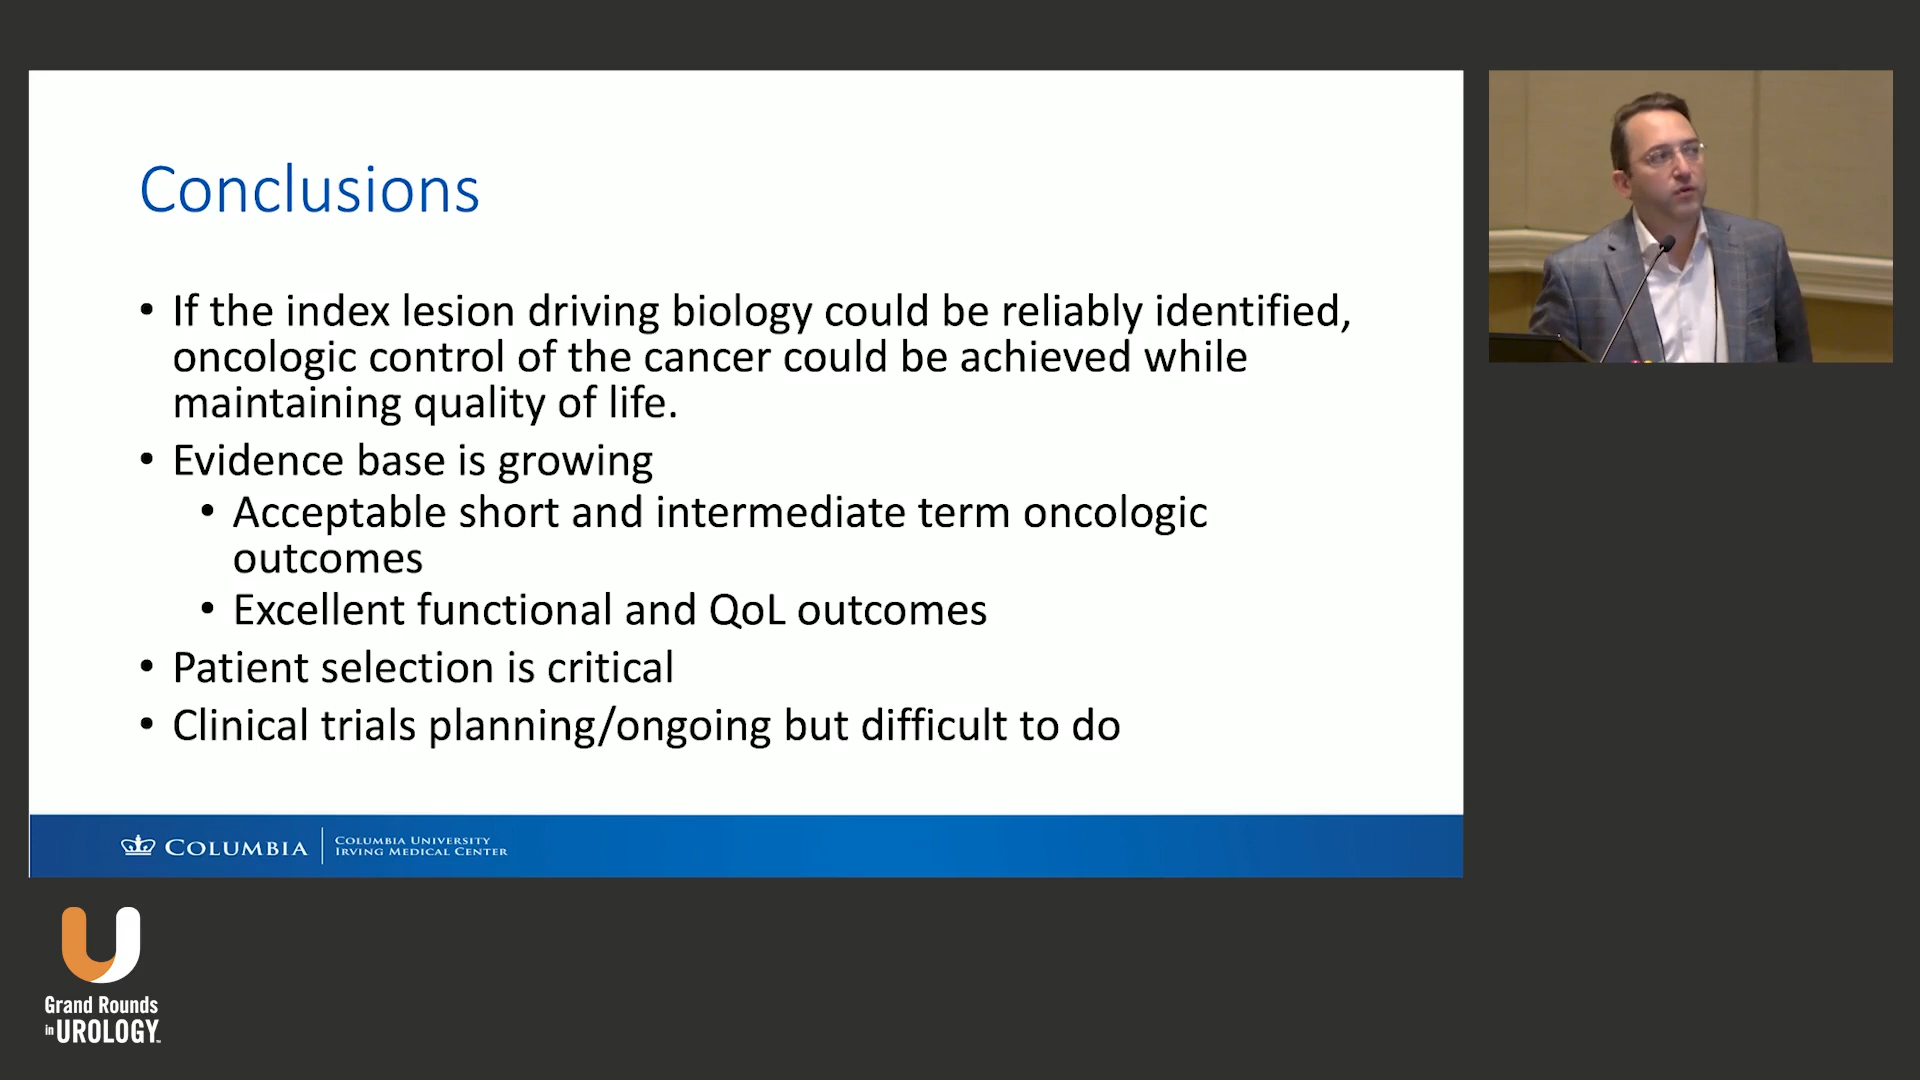 Conclusions
• If the index lesion driving biology could be reliably identified,
oncologic control of the cancer could be achieved while
maintaining quality of life.
• Evidence base is growing
• Acceptable short and intermediate term oncologic
outcomes
• Excellent functional and QoL outcomes
• Patient selection is critical
• Clinical trials planning/ongoing but difficult to do
COLUMBIA
COLUMBIA UNIVERSITY
IRVING MEDICAL CENTER
Grand Rounds
in UROLOGY™